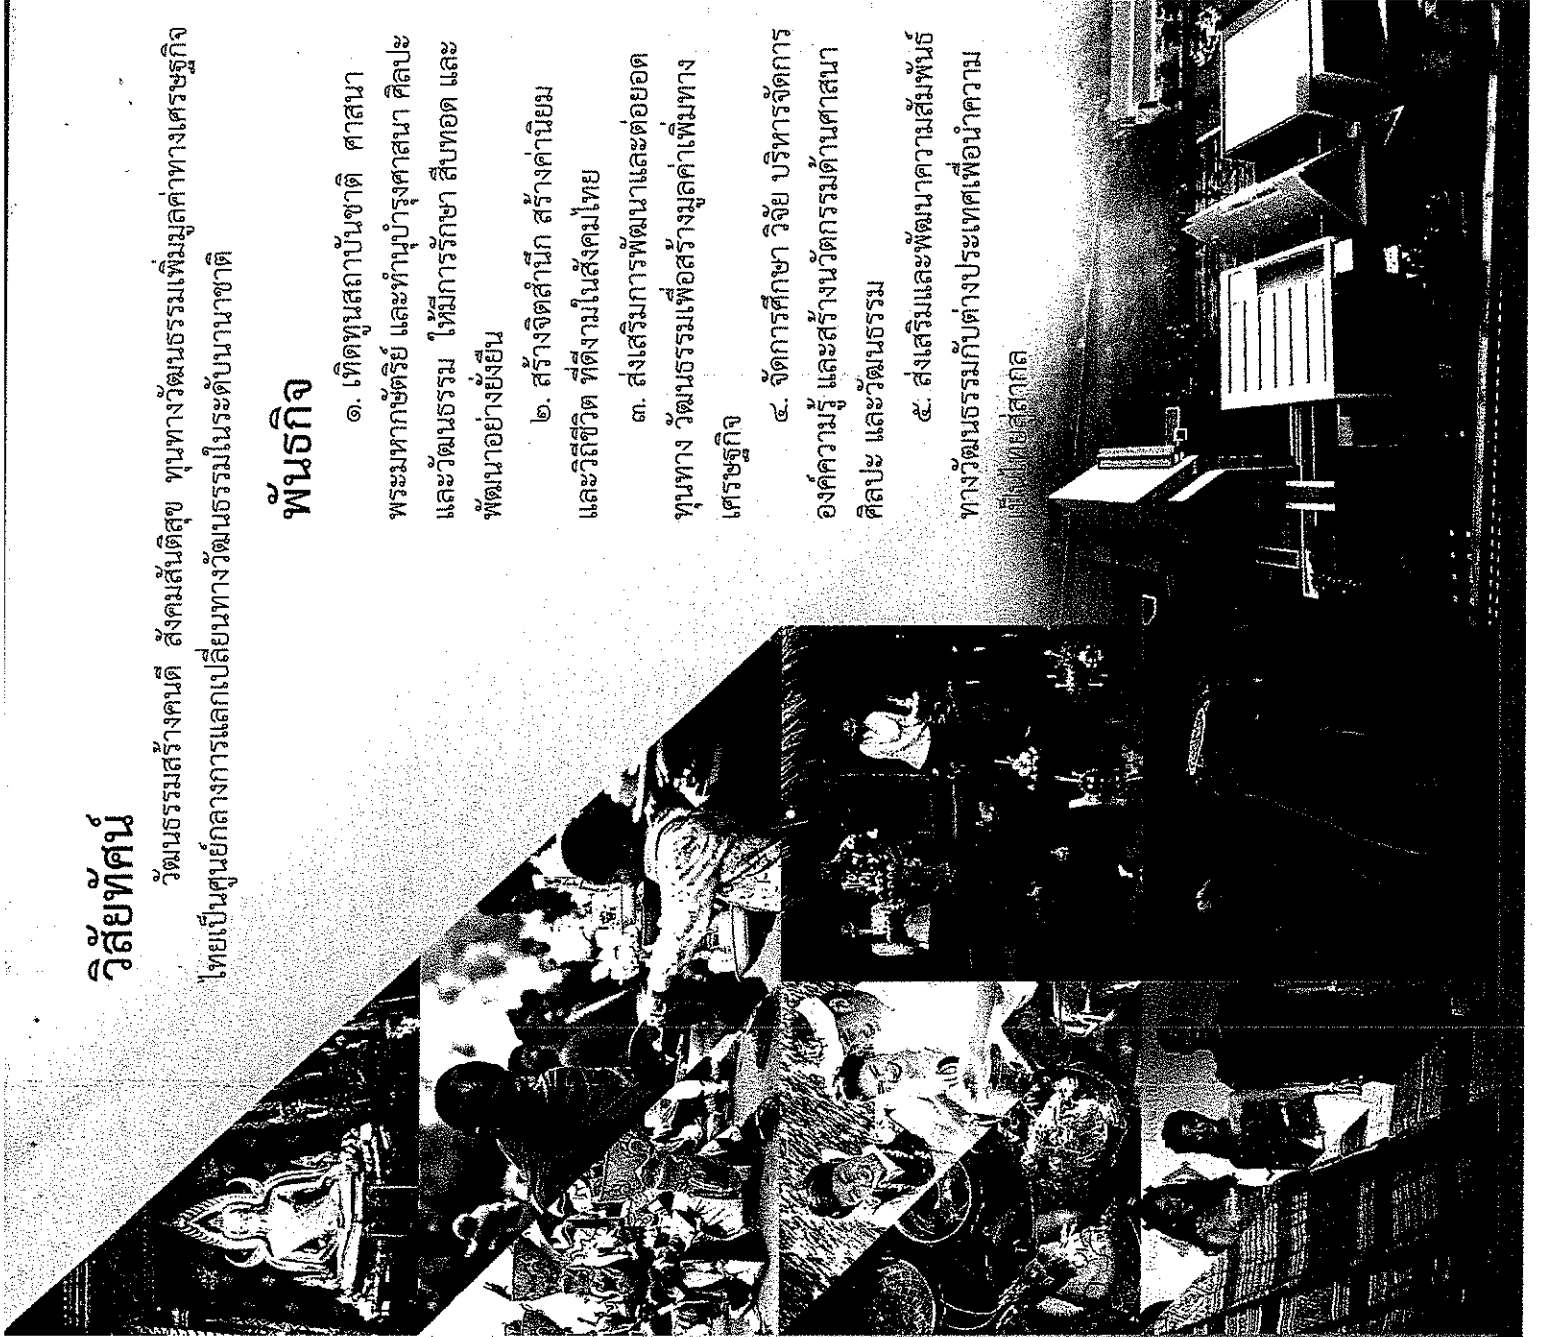 วิสัยทัศน์
วัฒนธรรมสร้างคนดี สังคมสันติสุข ทุนทางวัฒนธรรมเพิ่มมูลค่าทางเศรษฐกิจ
ไทยเป็นศูนย์กลางการแลกเปลี่ยนทางวัฒนธรรมในระดับนานาชาติ
พันธกิจ
๑. เทิดทูนสถาบันชาติ ศาสนา
พระมหากษัตริย์ และทำนุบำรุงศาสนา ศิลปะ
และวัฒนธรรม ให้มีการรักษา สืบทอด และ
พัฒนาอย่างยั่งยืน
๒. สร้างจิตสำนึก สร้างค่านิยม
และวิถีชีวิต ที่ดีงามในสังคมไทย
๓. ส่งเสริมการพัฒนาและต่อยอด
ทุนทาง วัฒนธรรมเพื่อสร้างมูลค่าเพิ่มทาง
เศรษฐกิจ
๔. จัดการศึกษา วิจัย บริหารจัดการ
องค์ความรู้ และสร้างนวัตกรรมด้านศาสนา
ศิลปะ และวัฒนธรรม
๕. ส่งเสริมและพัฒนาความสัมพันธ์
ทางวัฒนธรรมกับต่างประเทศเพื่อนำความ
เป็นไทยสู่สากล